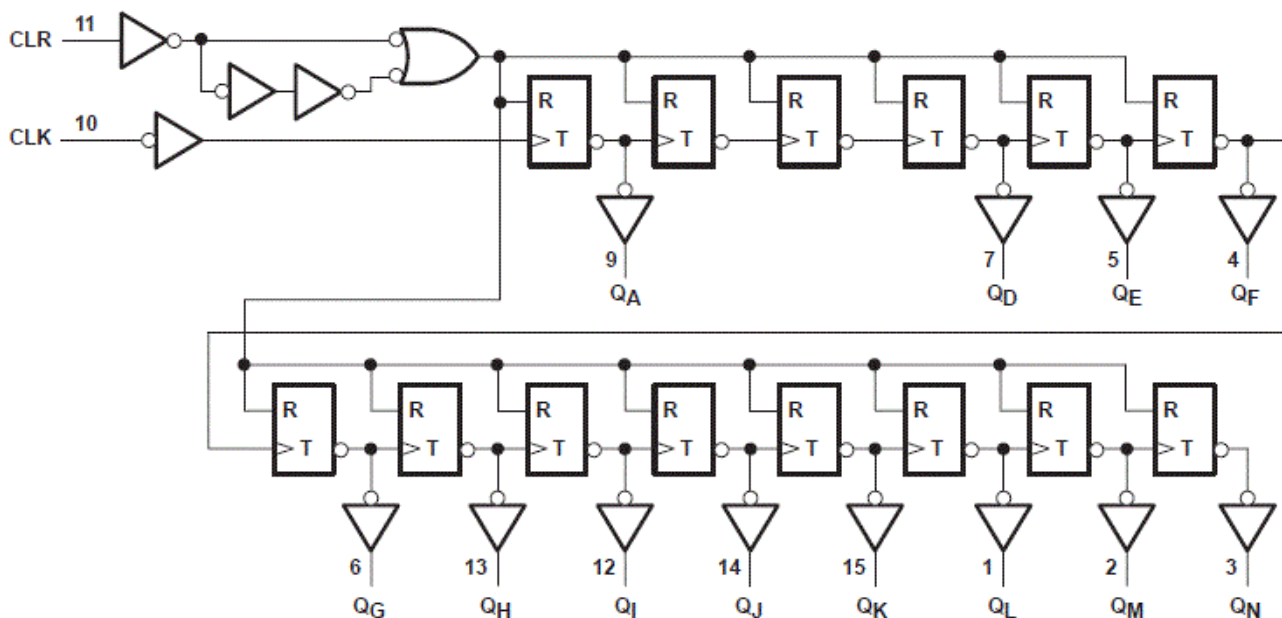 CLR 11
CLK 10
R R R R R R
T T T T T T
9 7 5 4
QA QD QE QF
R R R R R R R R
T T T T T T T T
6 13 12 14 15 1 2 3
QG QH QI QJ QK QL QM QN